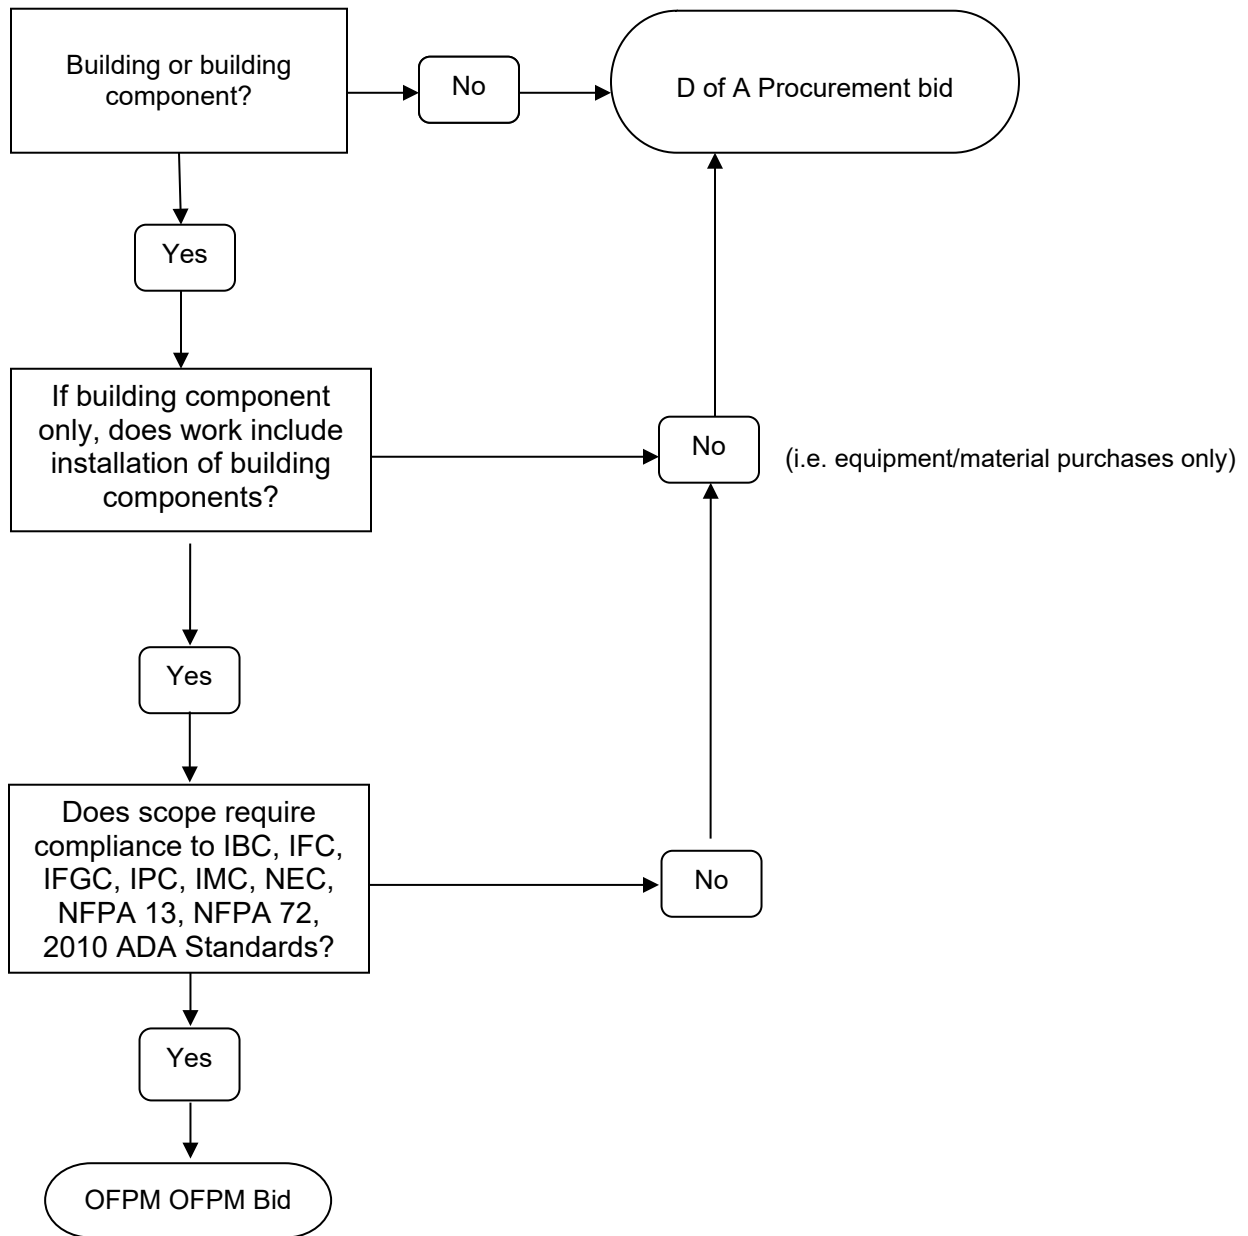 Building or building
component?
No
D of A Procurement bid
Yes
If building component
only, does work include
installation of building
components?
No
(i.e. equipment/material purchases only)
Yes
Does scope require
compliance to IBC, IFC,
IFGC, IPC, IMC, NEC,
NFPA 13, NFPA 72,
2010 ADA Standards?
No
Yes
OFPM OFPM Bid